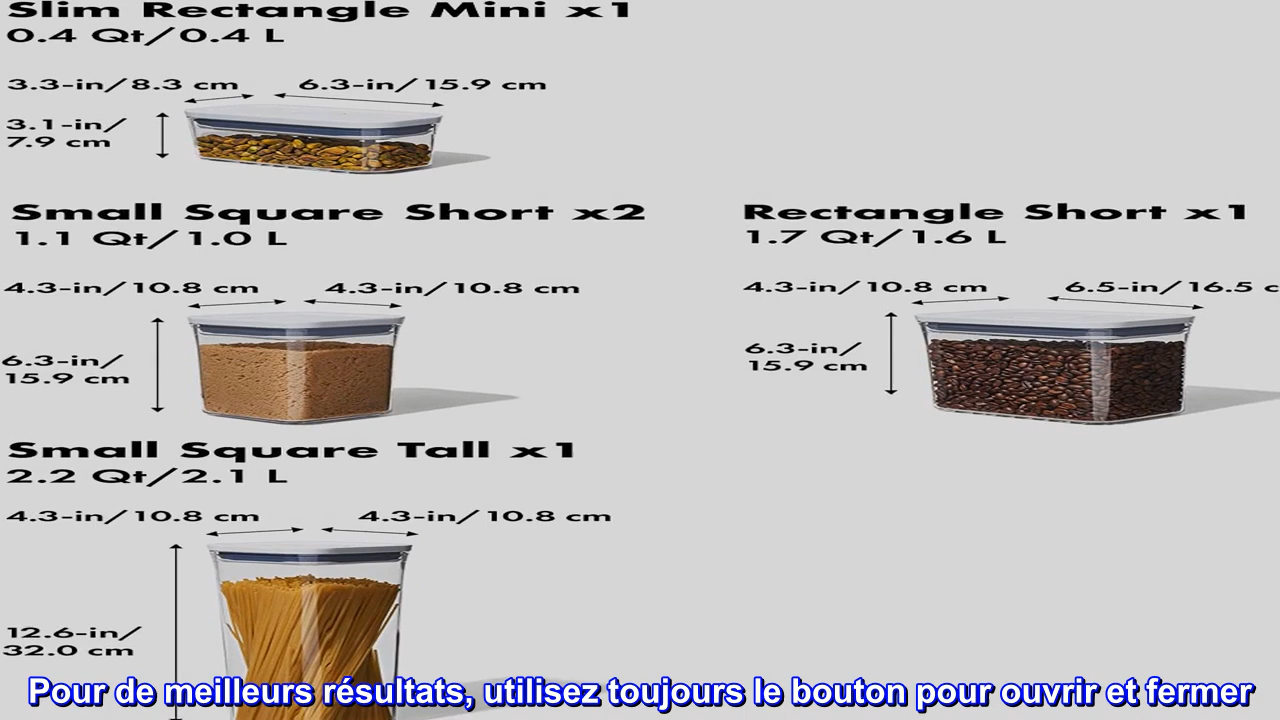 Slim Rectangle Mini x1
0.4 Qt/0.4 L
3.3-in/8.3 cm 6.3-in/15.9 cm
3.1-in/
7.9 cm
Small Square Short x2
1.1 Qt/1.0 L
4.3-in/10.8 cm 4.3-in/10.8 cm
6.3-in/
15.9 cm
Rectangle Short x1
1.7 Qt/1.6 L
4.3-in/10.8 cm 6.5-in/16.5 c
6.3-in/
15.9 cm
Small Square Tall x1
2.2 Qt/2.1 L
4.3-in/10.8 cm 4.3-in/10.8 cm
12.6-in/
32.0 cm
Pour de meilleurs résultats, utilisez toujours le bouton pour ouvrir et fermer